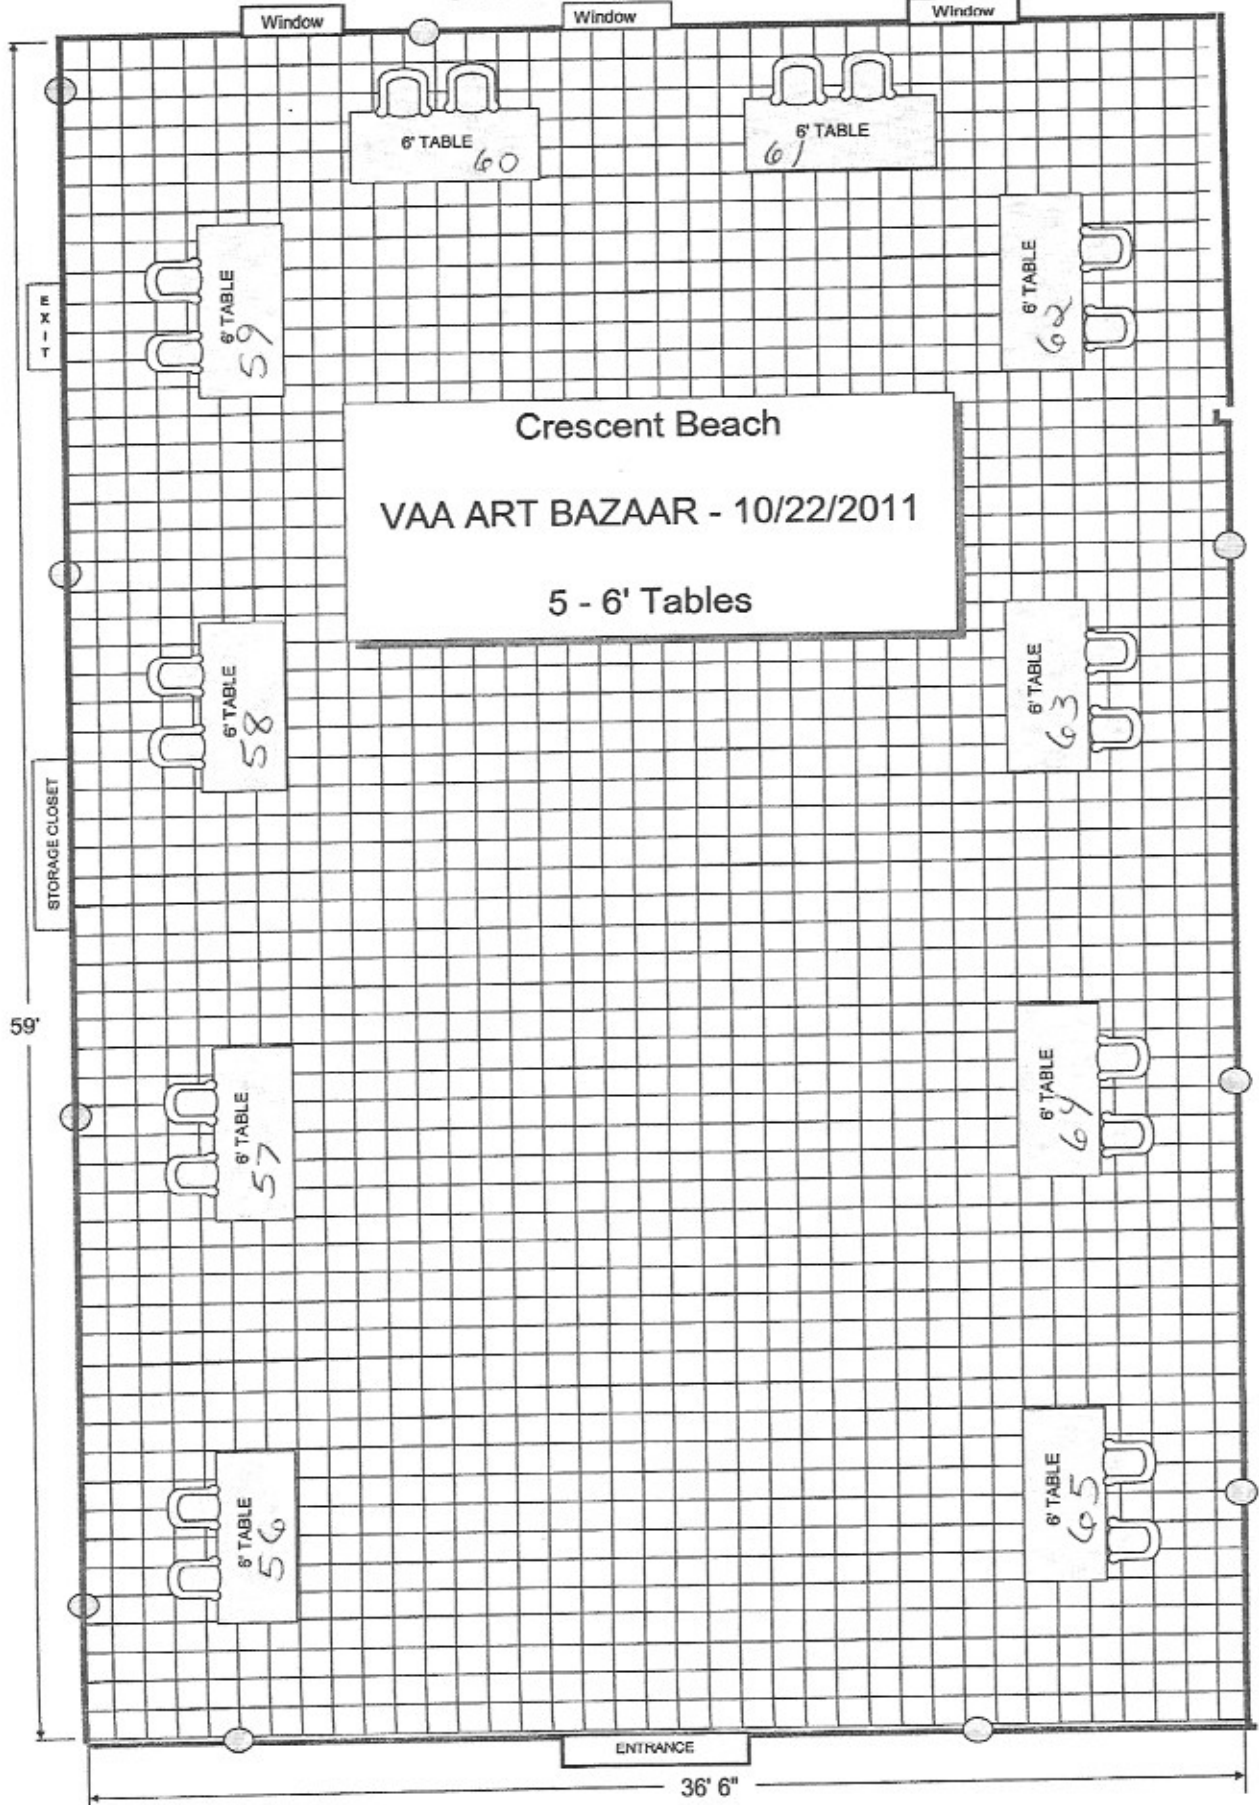 Window
Window
Window
6' TABLE
60
6' TABLE
61
6' TABLE
59
6' TABLE
62
EXIT
Crescent Beach
VAA ART BAZAAR - 10/22/2011
5 - 6' Tables
6' TABLE
58
6' TABLE
63
STORAGE CLOSET
59'
6' TABLE
57
6' TABLE
64
6' TABLE
56
6' TABLE
65
ENTRANCE
36' 6"